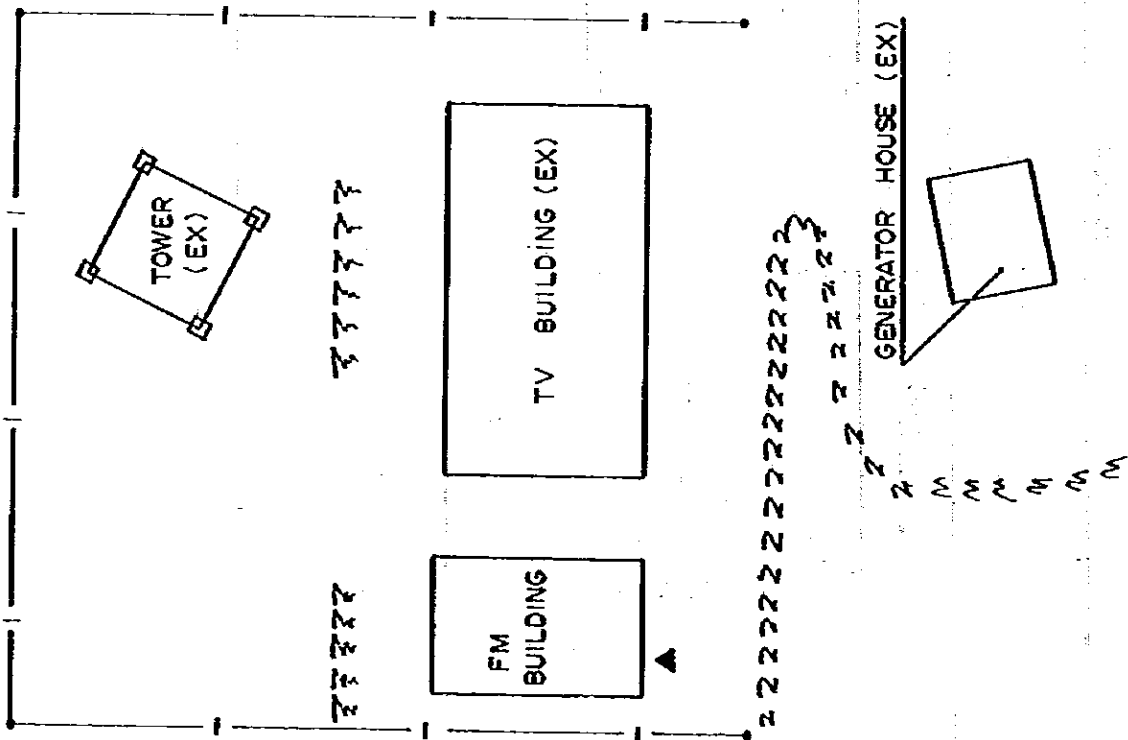 TOWER
(EX)
TV BUILDING (EX)
FM
BUILDING
GENERATOR HOUSE (EX)